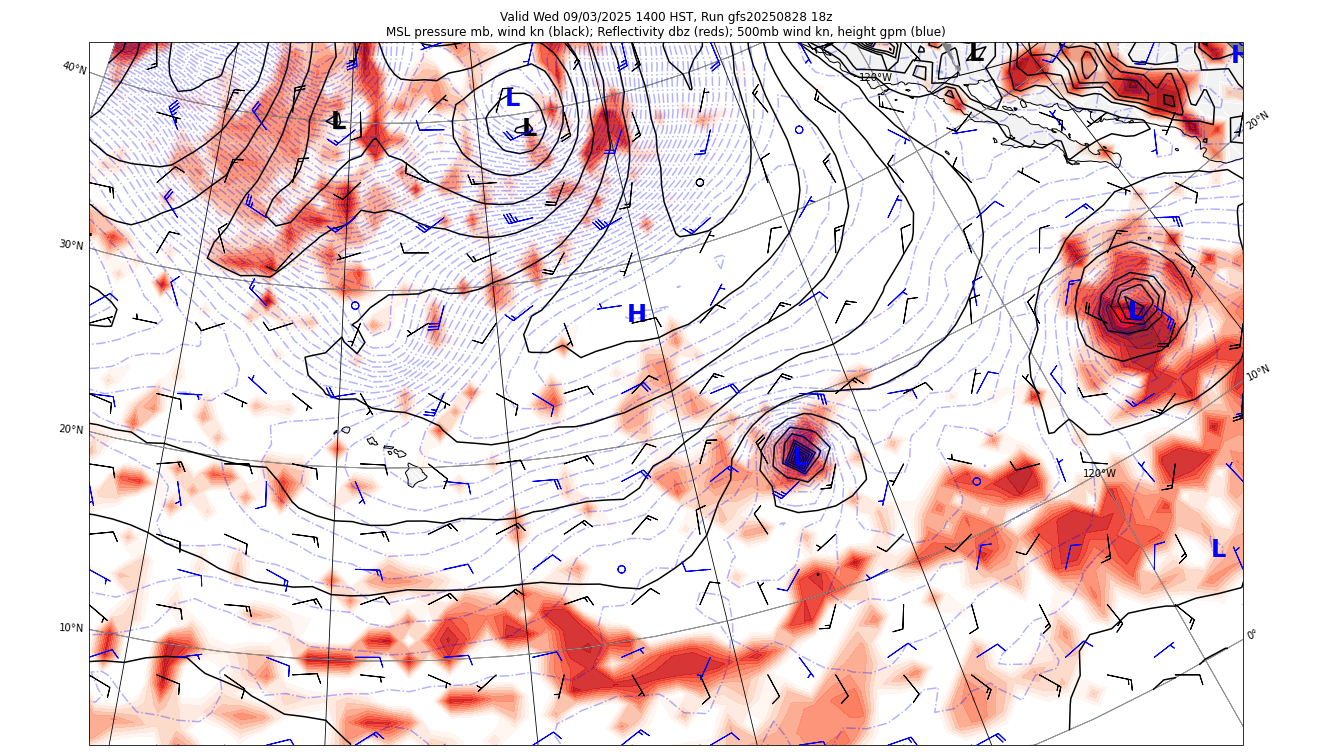 Valid Wed 09/03/2025 1400 HST, Run gfs20250828 18z
MSL pressure mb, wind kn (black); Reflectivity dbz (reds); 500mb wind kn, height gpm (blue)
L
H
40°N
120°W
L
L
L
20°N
30°N
H
L
10°N
20°N
L
120°W
L
10°N
0°